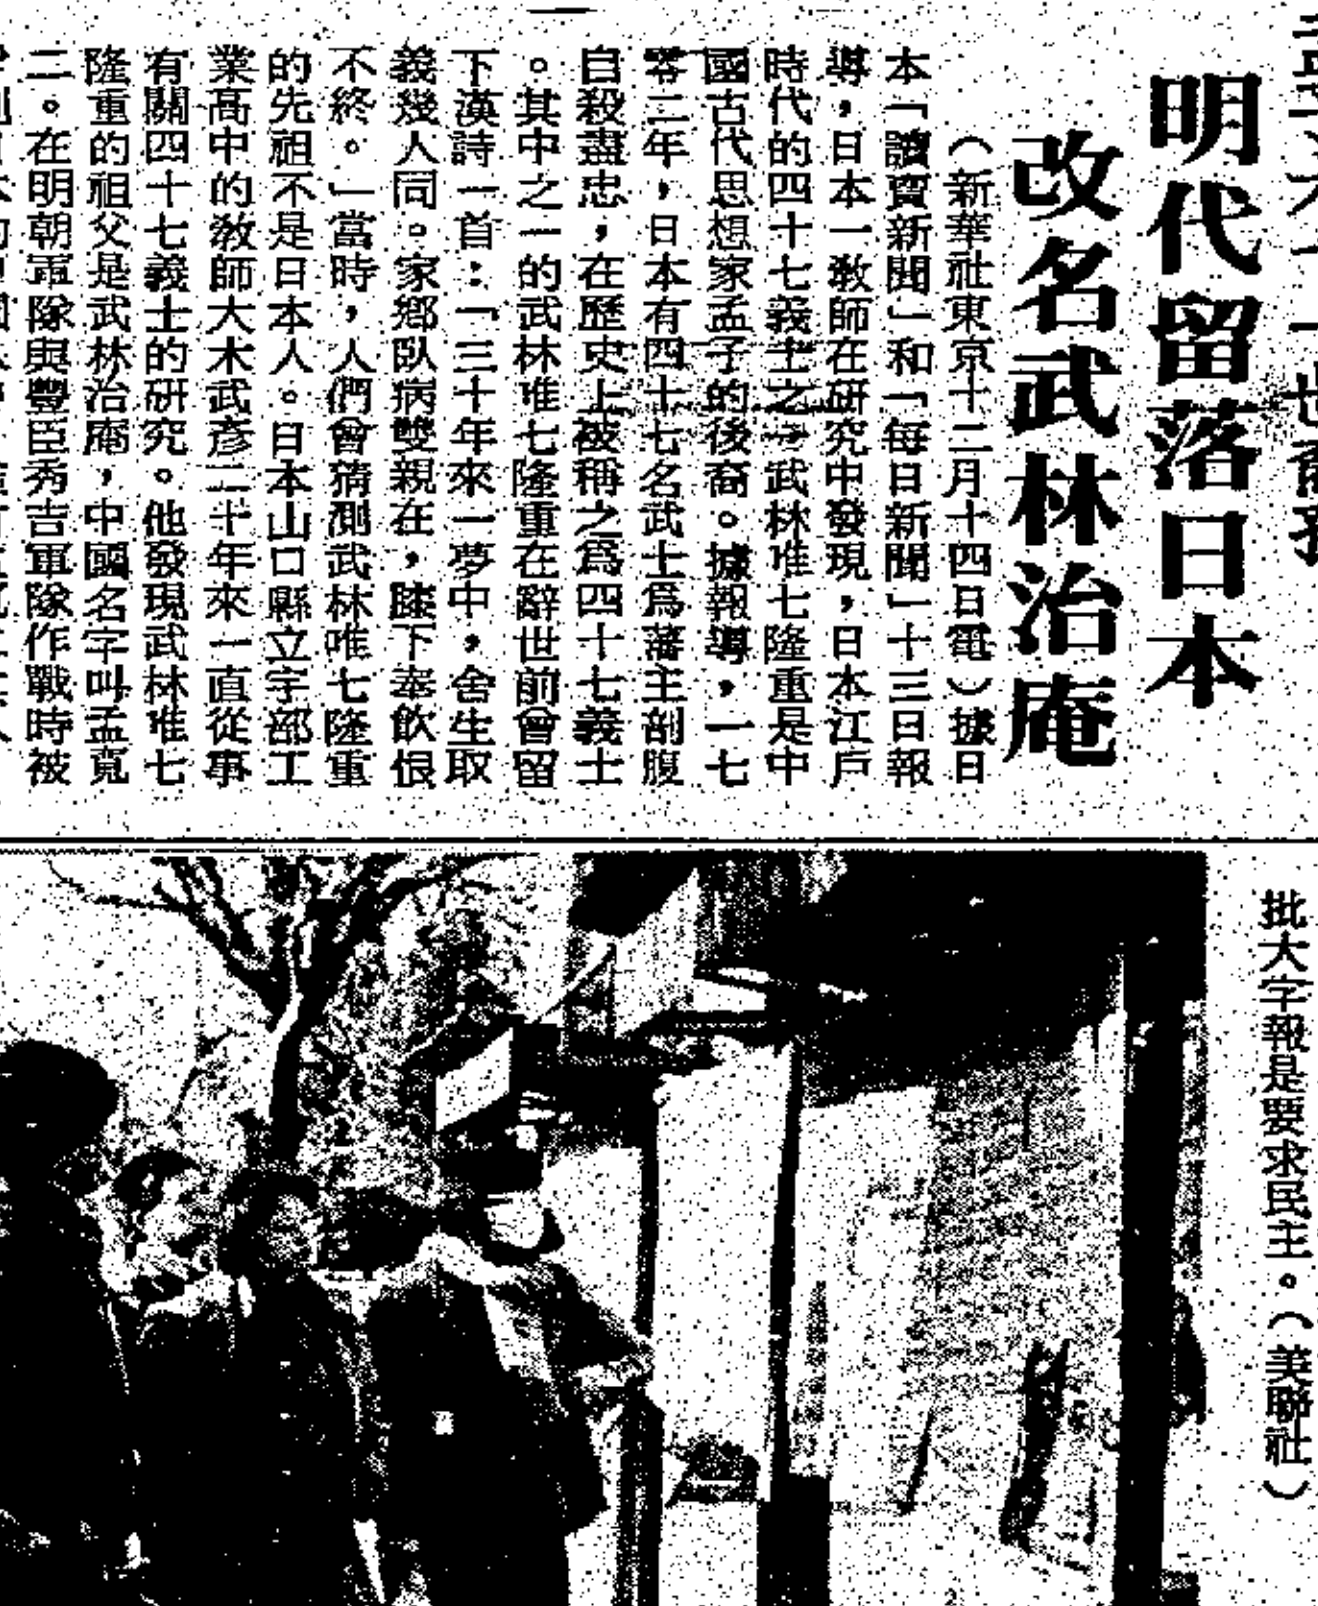 明代留落日本
改名武林治庵
（新華社東京十二月十四日電）據日
本「讀賣新聞」和「每日新聞」十三日報
導，日本一教師在研究中發現，日本江戶
時代的四十七義士之一武林唯七隆重是中
國古代思想家孟子的後裔。據報導，一七
零二年，日本有四十七名武士爲藩主剖腹
自殺盡忠，在歷史上被稱之爲四十七義士
。其中之一的武林唯七隆重在辭世前曾留
下漢詩一首：「三十年來一夢中，舍生取
義幾人同。家鄉臥病雙親在，膝下奉飲恨
不終。」當時，人們曾猜測武林唯七隆重
的先祖不是日本人。日本山口縣立宇部工
業高中的教師大木武彥二十年來一直從事
有關四十七義士的研究。他發現武林唯七
隆重的祖父是武林治庵，中國名字叫孟寬
二。在明朝軍隊與豐臣秀吉軍隊作戰時被
批大字報是要求民主。（美聯社）